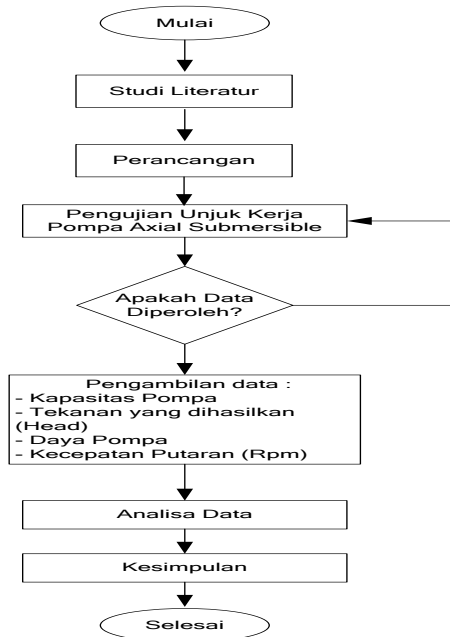 Mulai
Studi Literatur
Perancangan
Pengujian Unjuk Kerja
Pompa Axial Submersible
Apakah Data
Diperoleh?
Pengambilan data :
- Kapasitas Pompa
- Tekanan yang dihasilkan
(Head)
- Daya Pompa
- Kecepatan Putaran (Rpm)
Analisa Data
Kesimpulan
Selesai